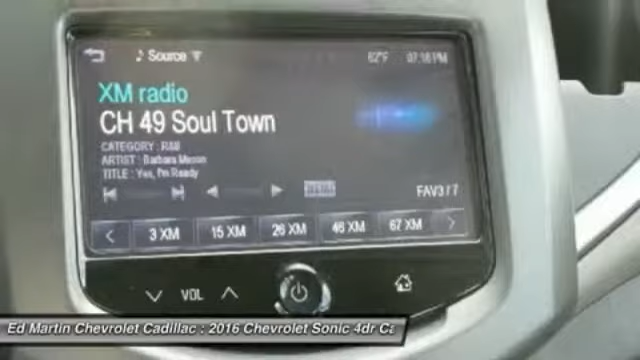 Source 82°F 07:18 PM
XM radio
CH 49 Soul Town
CATEGORY : R&B
ARTIST : Barbara Mason
TITLE : Yes, I'm Ready
FAV3 / 7
3 XM 15 XM 26 XM 46 XM 67 XM
VOL
Ed Martin Chevrolet Cadillac : 2016 Chevrolet Sonic 4dr Ca